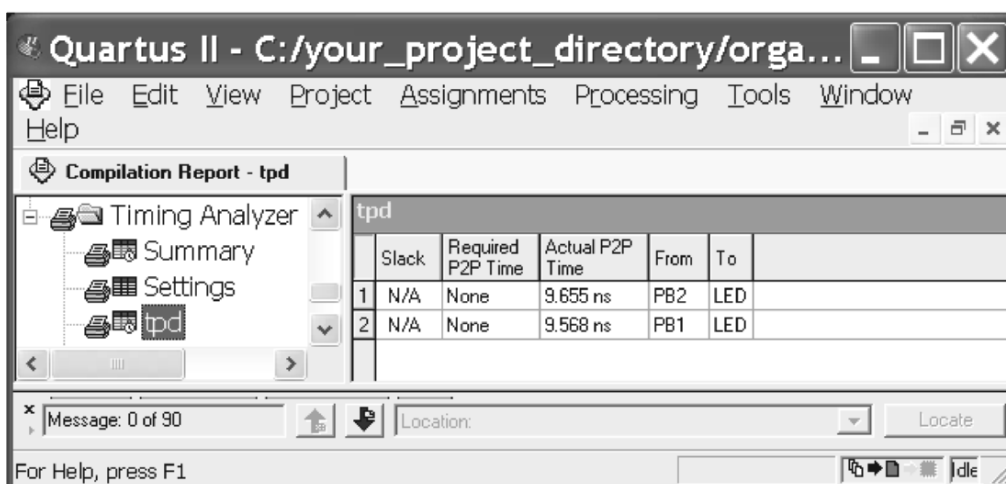 Quartus II - C:/your_project_directory/orga...
File Edit View Project Assignments Processing Tools Window
Help
Compilation Report - tpd
Timing Analyzer
Summary
Settings
tpd
tpd
Slack Required P2P Time Actual P2P Time From To
1 N/A None 9.655 ns PB2 LED
2 N/A None 9.568 ns PB1 LED
Message: 0 of 90 Location: Locate
For Help, press F1 Idle